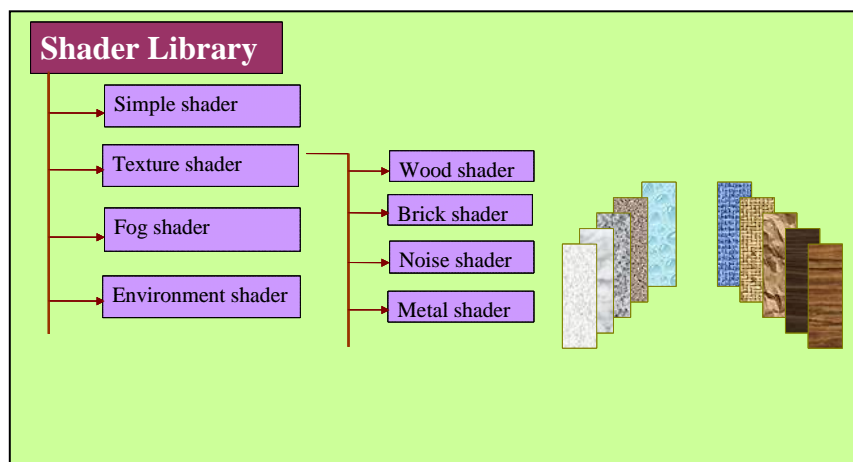 Shader Library
Simple shader
Texture shader
Fog shader
Environment shader
Wood shader
Brick shader
Noise shader
Metal shader